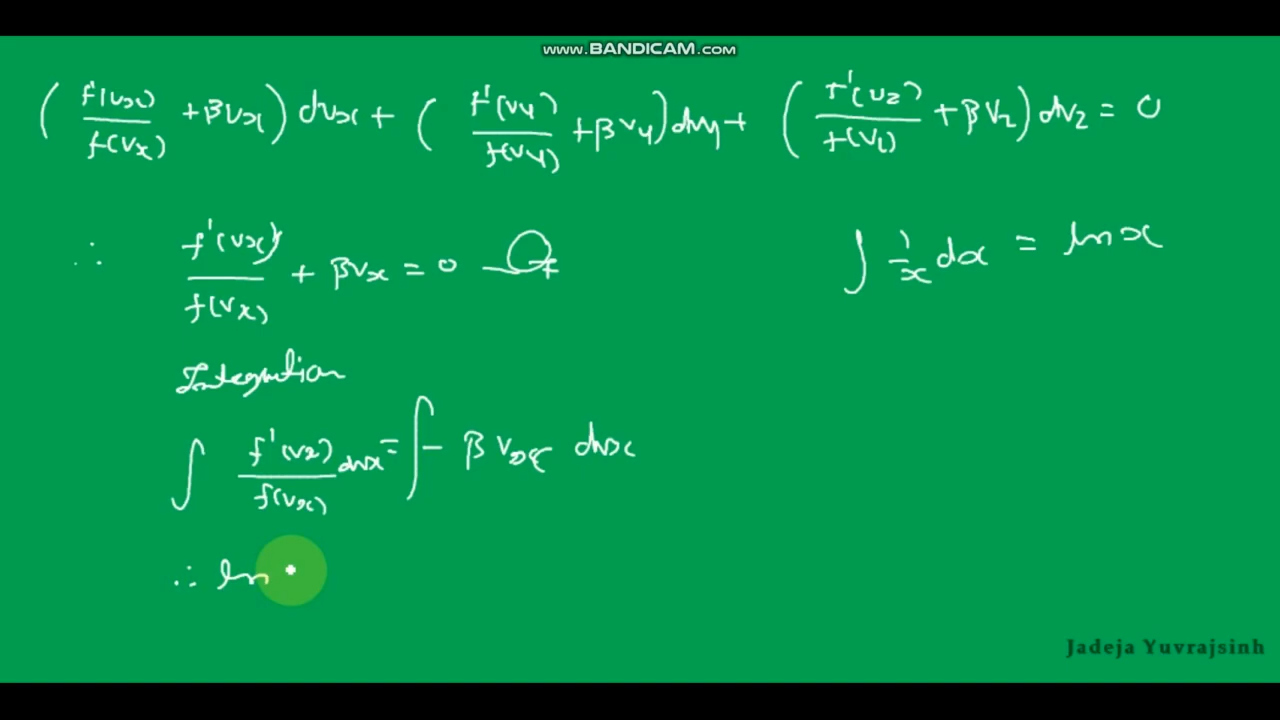 www.BANDICAM.com
( f'(vx) / f(vx) + βvx ) dvx + ( f'(vy) / f(vy) + βvy ) dvy + ( f'(vz) / f(vz) + βvz ) dvz = 0
∴ f'(vx) / f(vx) + βvx = 0
∫ 1/x dx = ln x
Integration
∫ f'(vx) / f(vx) dvx = ∫ - β vx dvx
∴ ln
Jadeja Yuvrajsinh